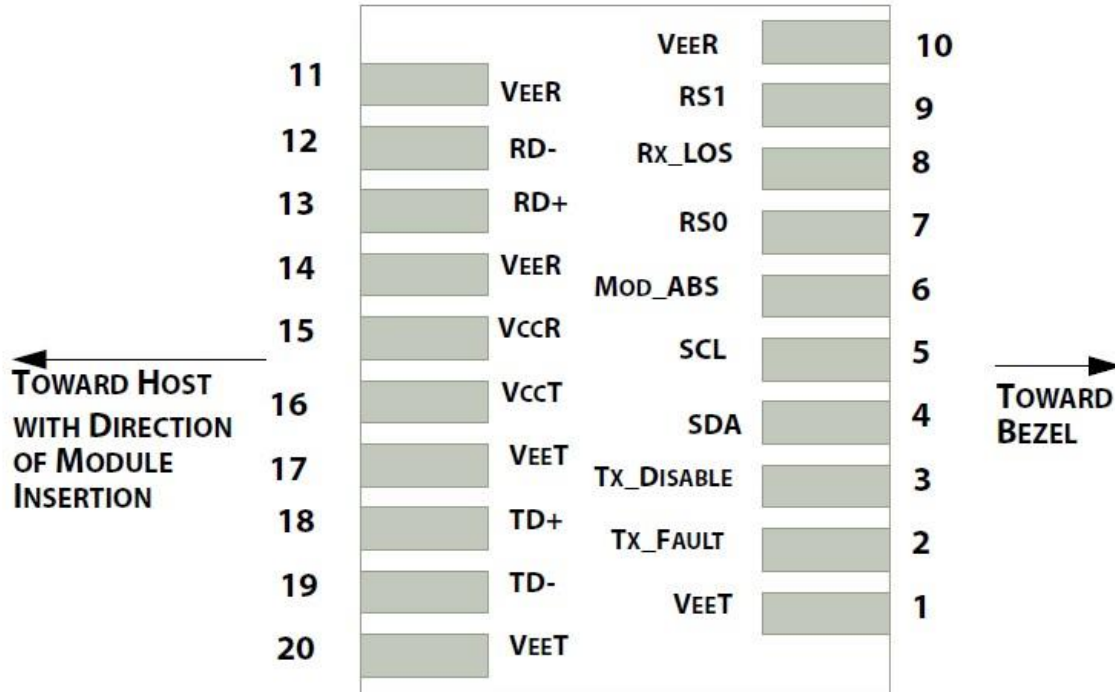 VEER 10
11 VEER
RS1 9
12 RD-
RX_LOS 8
13 RD+
RS0 7
14 VEER
MOD_ABS 6
15 VCCR
SCL 5
TOWARD HOST
WITH DIRECTION
OF MODULE
INSERTION
16 VCCT
SDA 4
TOWARD
BEZEL
17 VEET
TX_DISABLE 3
18 TD+
TX_FAULT 2
19 TD-
VEET 1
20 VEET